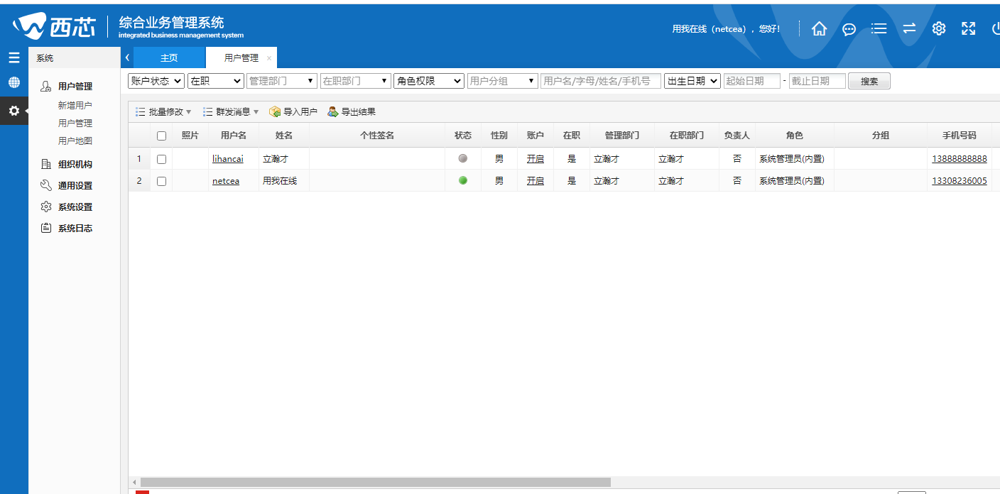 西芯
综合业务管理系统
integrated business management system
用我在线（netcea），您好！
系统
主页
用户管理 ×
账户状态 在职 管理部门 在职部门 角色权限 用户分组 用户名/字母/姓名/手机号 出生日期 起始日期 - 截止日期 搜索
用户管理
新增用户
用户管理
用户地图
组织机构
通用设置
系统设置
系统日志
批量修改 群发消息 导入用户 导出结果
照片 用户名 姓名 个性签名 状态 性别 账户 在职 管理部门 在职部门 负责人 角色 分组 手机号码
1 lihancai 立瀚才 男 开启 是 立瀚才 立瀚才 否 系统管理员(内置) 13888888888
2 netcea 用我在线 男 开启 是 立瀚才 立瀚才 否 系统管理员(内置) 13308236005